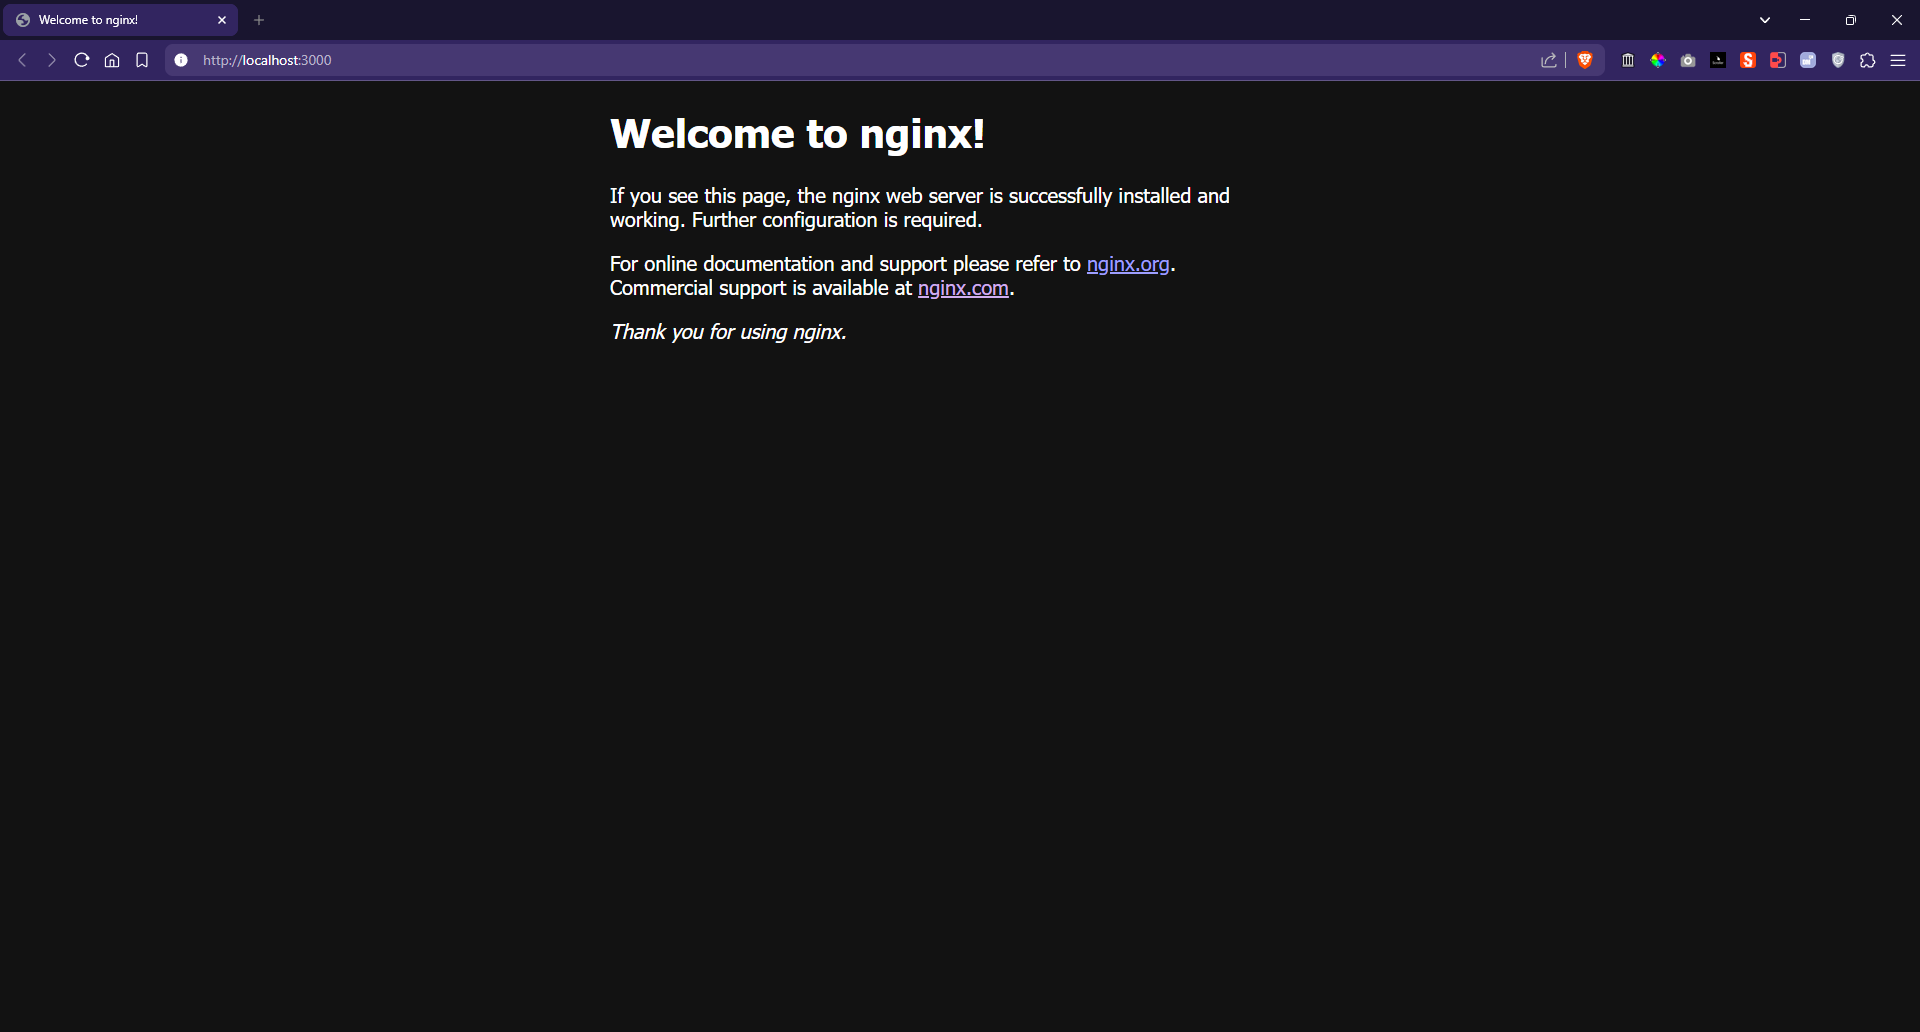 Welcome to nginx!
http://localhost:3000
Welcome to nginx!
If you see this page, the nginx web server is successfully installed and
working. Further configuration is required.
For online documentation and support please refer to nginx.org.
Commercial support is available at nginx.com.
Thank you for using nginx.